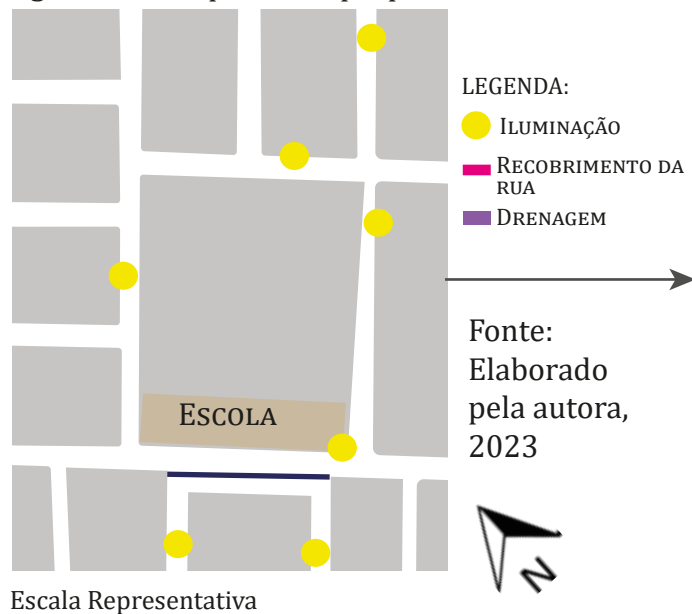 LEGENDA:
ILUMINAÇÃO
RECOBRIMENTO DA
RUA
DRENAGEM
Fonte:
Elaborado
pela autora,
2023
ESCOLA
N
Escala Representativa